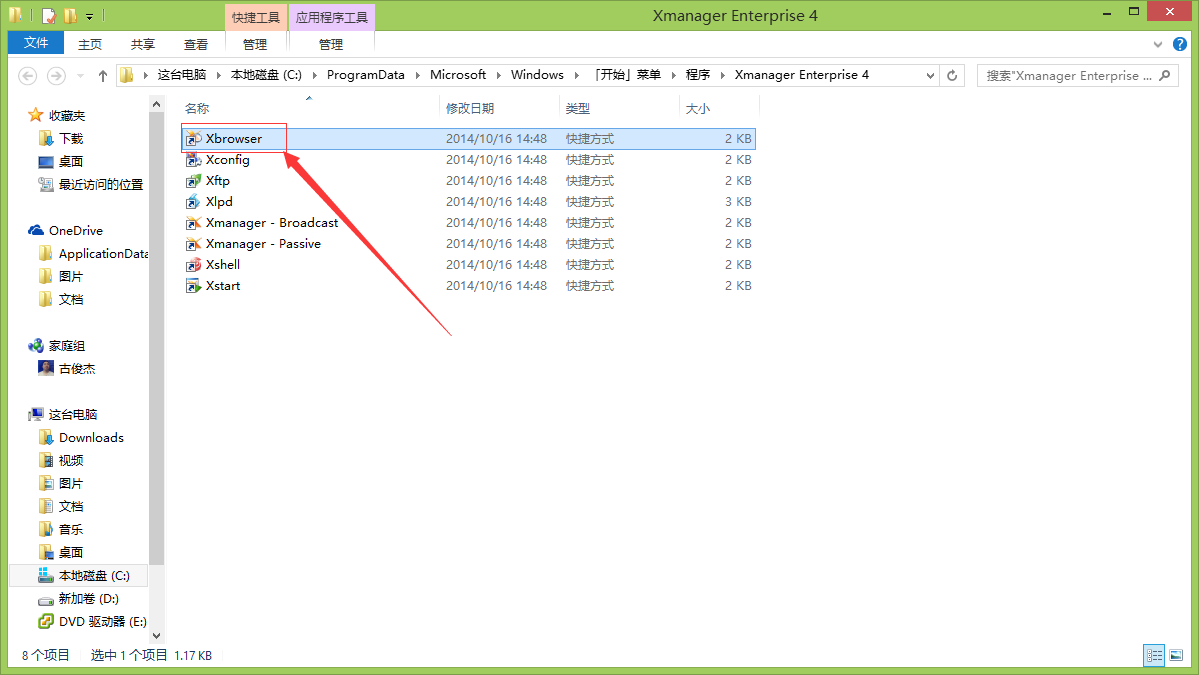 快捷工具 应用程序工具 Xmanager Enterprise 4
文件 主页 共享 查看 管理 管理
这台电脑 本地磁盘 (C:) ProgramData Microsoft Windows 「开始」菜单 程序 Xmanager Enterprise 4 搜索"Xmanager Enterprise ...
收藏夹
下载
桌面
最近访问的位置
OneDrive
ApplicationData
图片
文档
家庭组
古俊杰
这台电脑
Downloads
视频
图片
文档
音乐
桌面
本地磁盘 (C:)
新加卷 (D:)
DVD 驱动器 (E:)
名称 修改日期 类型 大小
Xbrowser 2014/10/16 14:48 快捷方式 2 KB
Xconfig 2014/10/16 14:48 快捷方式 2 KB
Xftp 2014/10/16 14:48 快捷方式 2 KB
Xlpd 2014/10/16 14:48 快捷方式 3 KB
Xmanager - Broadcast 2014/10/16 14:48 快捷方式 2 KB
Xmanager - Passive 2014/10/16 14:48 快捷方式 2 KB
Xshell 2014/10/16 14:48 快捷方式 2 KB
Xstart 2014/10/16 14:48 快捷方式 2 KB
8 个项目 选中 1 个项目 1.17 KB